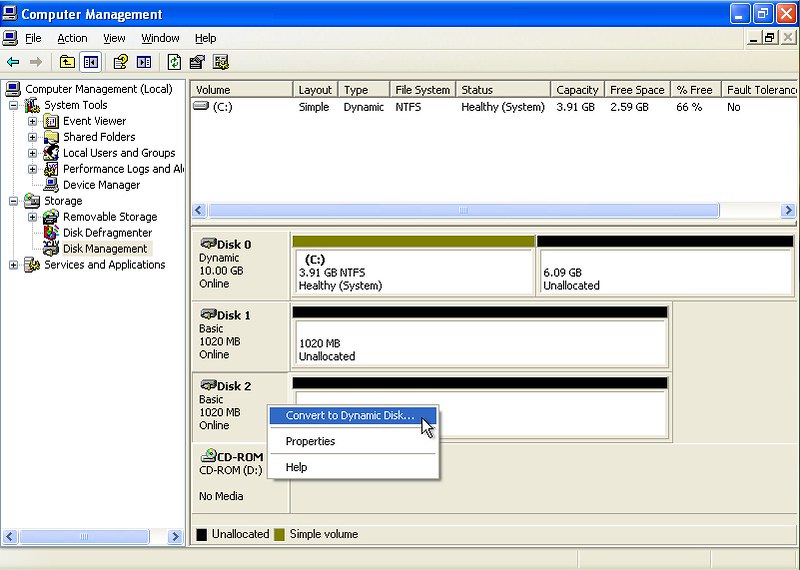 Computer Management
File Action View Window Help
Computer Management (Local)
System Tools
Event Viewer
Shared Folders
Local Users and Groups
Performance Logs and Al
Device Manager
Storage
Removable Storage
Disk Defragmenter
Disk Management
Services and Applications
Volume Layout Type File System Status Capacity Free Space % Free Fault Tolerance
(C:) Simple Dynamic NTFS Healthy (System) 3.91 GB 2.59 GB 66 % No
Disk 0
Dynamic
10.00 GB
Online
(C:)
3.91 GB NTFS
Healthy (System)
6.09 GB
Unallocated
Disk 1
Basic
1020 MB
Online
1020 MB
Unallocated
Disk 2
Basic
1020 MB
Online
Convert to Dynamic Disk...
Properties
Help
CD-ROM
CD-ROM (D:)
No Media
Unallocated Simple volume